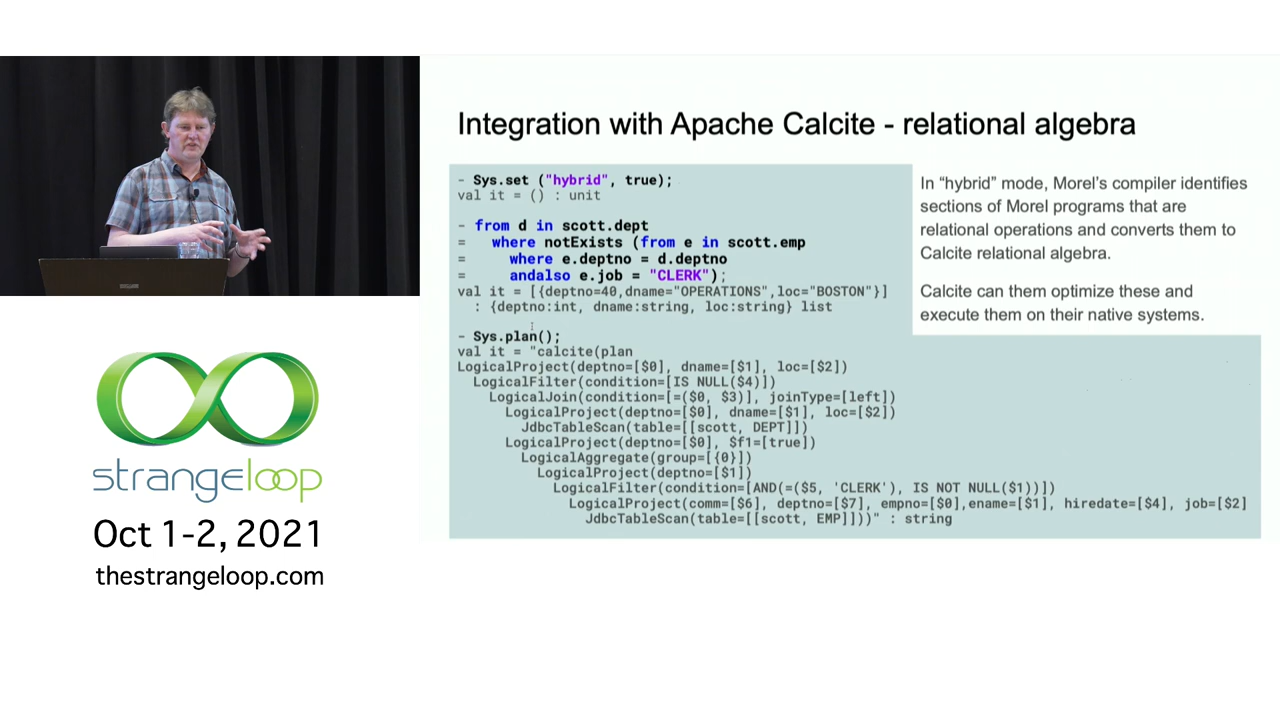 Integration with Apache Calcite - relational algebra
- Sys.set ("hybrid", true);
val it = () : unit
- from d in scott.dept
=   where notExists (from e in scott.emp
=     where e.deptno = d.deptno
=     andalso e.job = "CLERK");
val it = [{deptno=40,dname="OPERATIONS",loc="BOSTON"}]
  : {deptno:int, dname:string, loc:string} list
- Sys.plan();
val it = "calcite(plan
LogicalProject(deptno=[$0], dname=[$1], loc=[$2])
  LogicalFilter(condition=[IS NULL($4)])
    LogicalJoin(condition=[=($0, $3)], joinType=[left])
      LogicalProject(deptno=[$0], dname=[$1], loc=[$2])
        JdbcTableScan(table=[[scott, DEPT]])
      LogicalProject(deptno=[$0], $f1=[true])
        LogicalAggregate(group=[{0}])
          LogicalProject(deptno=[$1])
            LogicalFilter(condition=[AND(=($5, 'CLERK'), IS NOT NULL($1))])
              LogicalProject(comm=[$6], deptno=[$7], empno=[$0],ename=[$1], hiredate=[$4], job=[$2]
                JdbcTableScan(table=[[scott, EMP]]))" : string
In “hybrid” mode, Morel’s compiler identifies
sections of Morel programs that are
relational operations and converts them to
Calcite relational algebra.
Calcite can them optimize these and
execute them on their native systems.
strangeloop
Oct 1-2, 2021
thestrangeloop.com